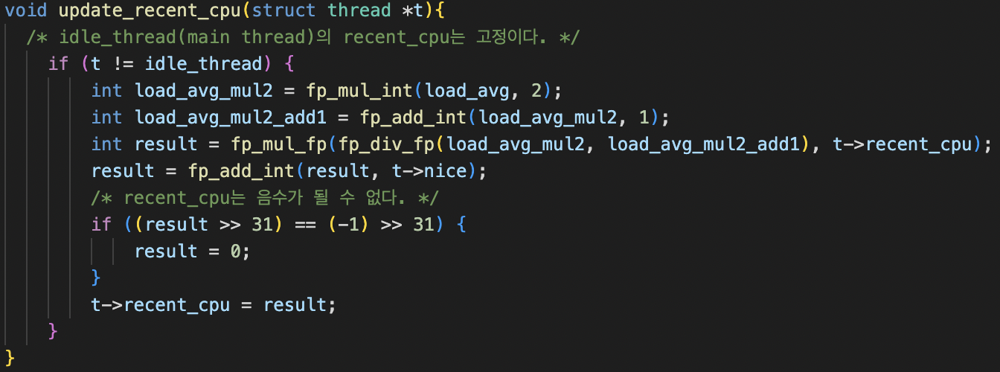 void update_recent_cpu(struct thread *t){
/* idle_thread(main thread)의 recent_cpu는 고정이다. */
if (t != idle_thread) {
int load_avg_mul2 = fp_mul_int(load_avg, 2);
int load_avg_mul2_add1 = fp_add_int(load_avg_mul2, 1);
int result = fp_mul_fp(fp_div_fp(load_avg_mul2, load_avg_mul2_add1), t->recent_cpu);
result = fp_add_int(result, t->nice);
/* recent_cpu는 음수가 될 수 없다. */
if ((result >> 31) == (-1) >> 31) {
result = 0;
}
t->recent_cpu = result;
}
}